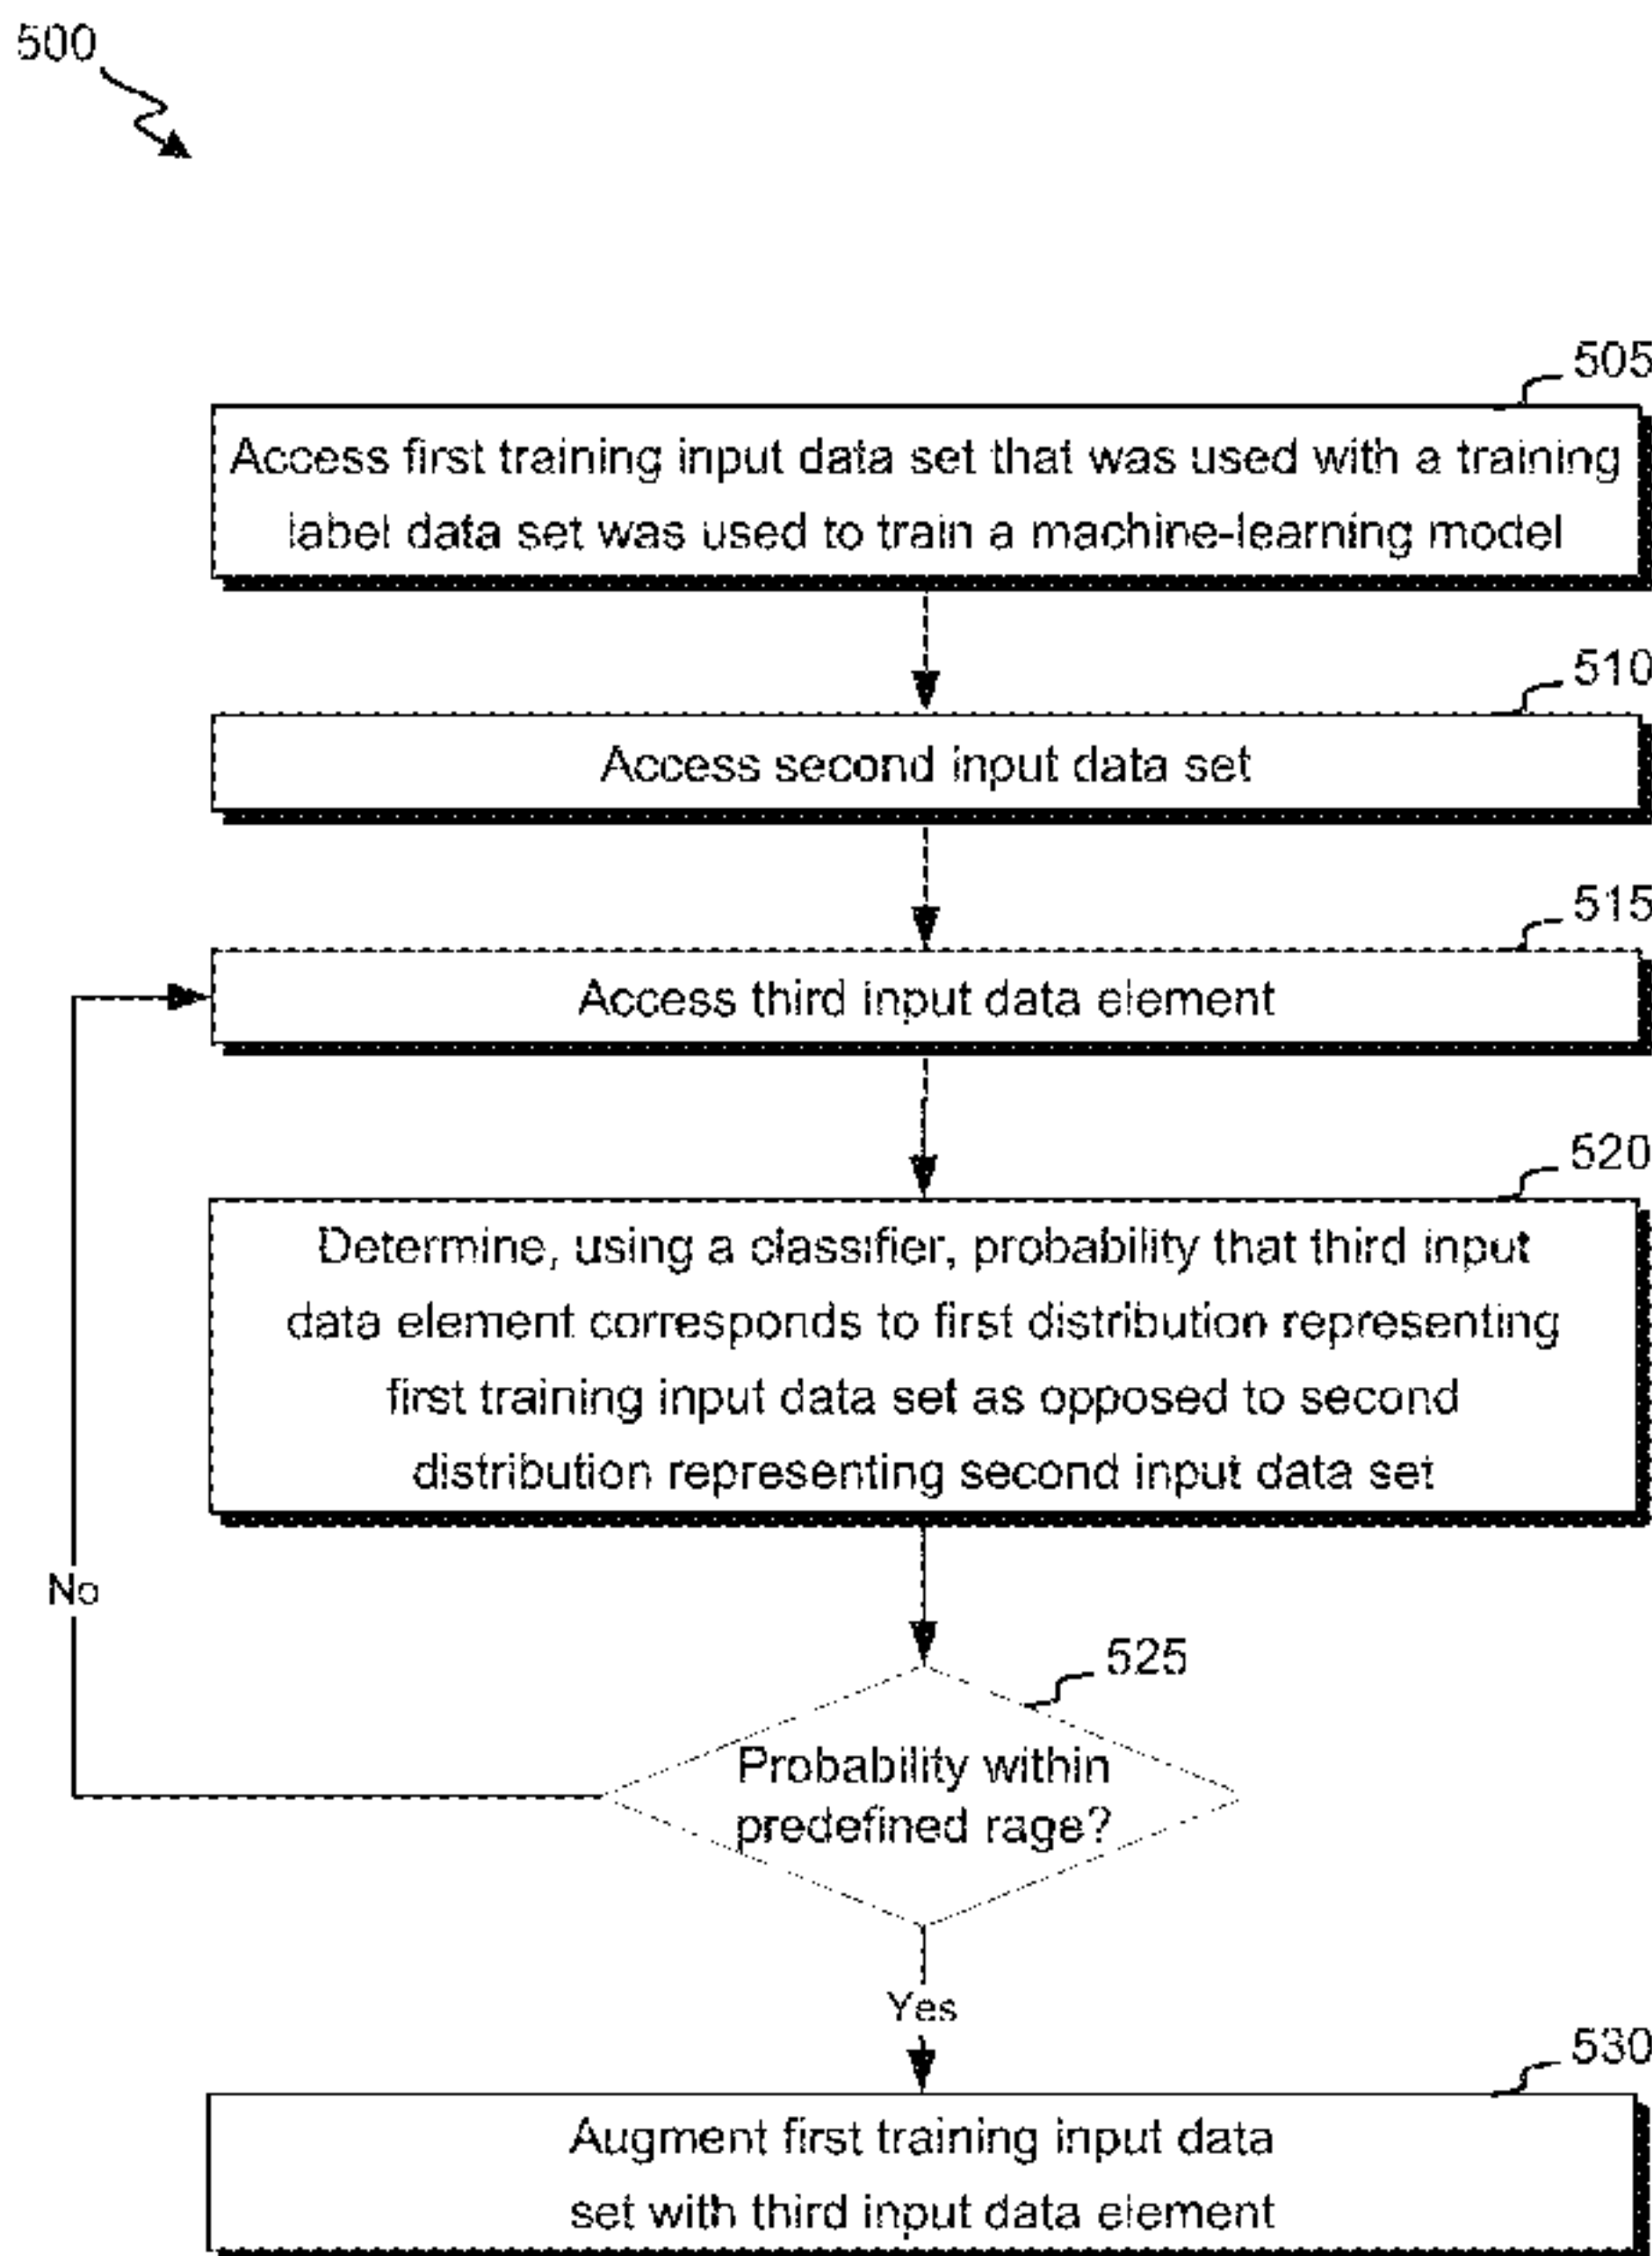 500
505
Access first training input data set that was used with a training
label data set was used to train a machine-learning model
510
Access second input data set
515
Access third input data element
520
Determine, using a classifier, probability that third input
data element corresponds to first distribution representing
first training input data set as opposed to second
distribution representing second input data set
No
525
Probability within
predefined rage?
Yes
530
Augment first training input data
set with third input data element